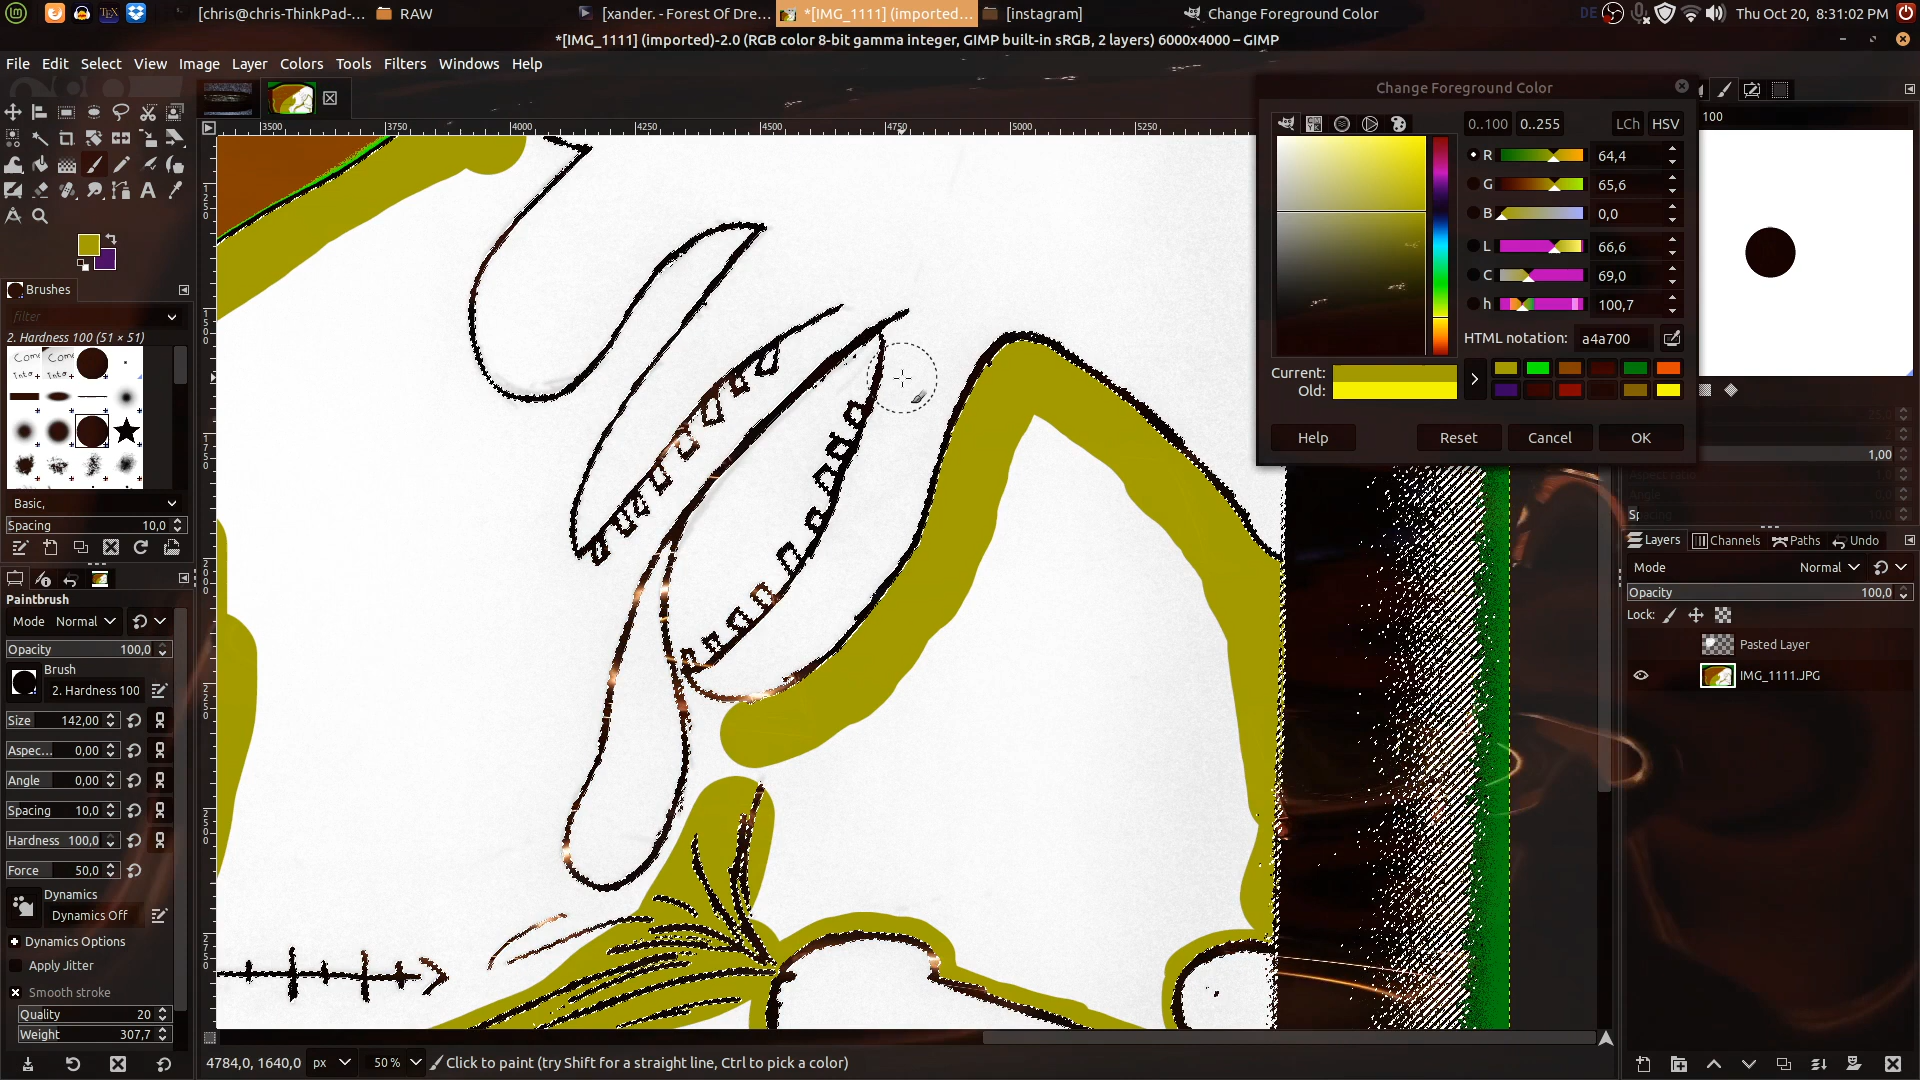 [chris@chris-ThinkPad-...
RAW
[xander. - Forest Of Dre...
*[IMG_1111] (imported...
[instagram]
Change Foreground Color
DE
Thu Oct 20, 8:31:02 PM
*[IMG_1111] (imported)-2.0 (RGB color 8-bit gamma integer, GIMP built-in sRGB, 2 layers) 6000x4000 – GIMP
File Edit Select View Image Layer Colors Tools Filters Windows Help
Change Foreground Color
0..100 0..255 LCh HSV
R 64,4
G 65,6
B 0,0
L 66,6
C 69,0
h 100,7
HTML notation: a4a700
Current:
Old:
Help Reset Cancel OK
100
3500 3750 4000 4250 4500 4750 5000 5250
1250
1500
1750
2000
2250
2500
2750
Brushes
filter
2. Hardness 100 (51 × 51)
Basic,
Spacing 10,0
Paintbrush
Mode Normal
Opacity 100,0
Brush
2. Hardness 100
Size 142,00
Aspec... 0,00
Angle 0,00
Spacing 10,0
Hardness 100,0
Force 50,0
Dynamics
Dynamics Off
Dynamics Options
Apply Jitter
Smooth stroke
Quality 20
Weight 307,7
1,00
Layers Channels Paths Undo
Mode Normal
Opacity 100,0
Lock:
Pasted Layer
IMG_1111.JPG
4784,0, 1640,0 px 50 % Click to paint (try Shift for a straight line, Ctrl to pick a color)